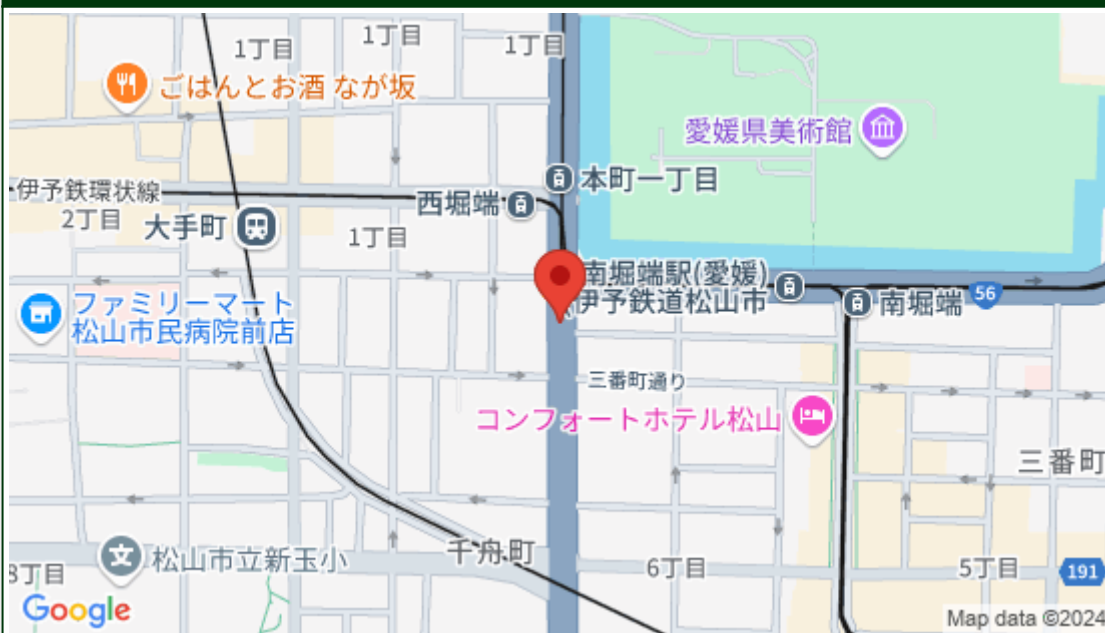 1丁目
1丁目
1丁目
ごはんとお酒 なが坂
愛媛県美術館
本町一丁目
伊予鉄環状線
西堀端
2丁目
大手町
1丁目
南堀端駅(愛媛)
伊予鉄道松山市
56
南堀端
ファミリーマート
松山市民病院前店
三番町通り
コンフォートホテル松山
三番町
千舟町
松山市立新玉小
3丁目
6丁目
5丁目
191
Google
Map data ©2024